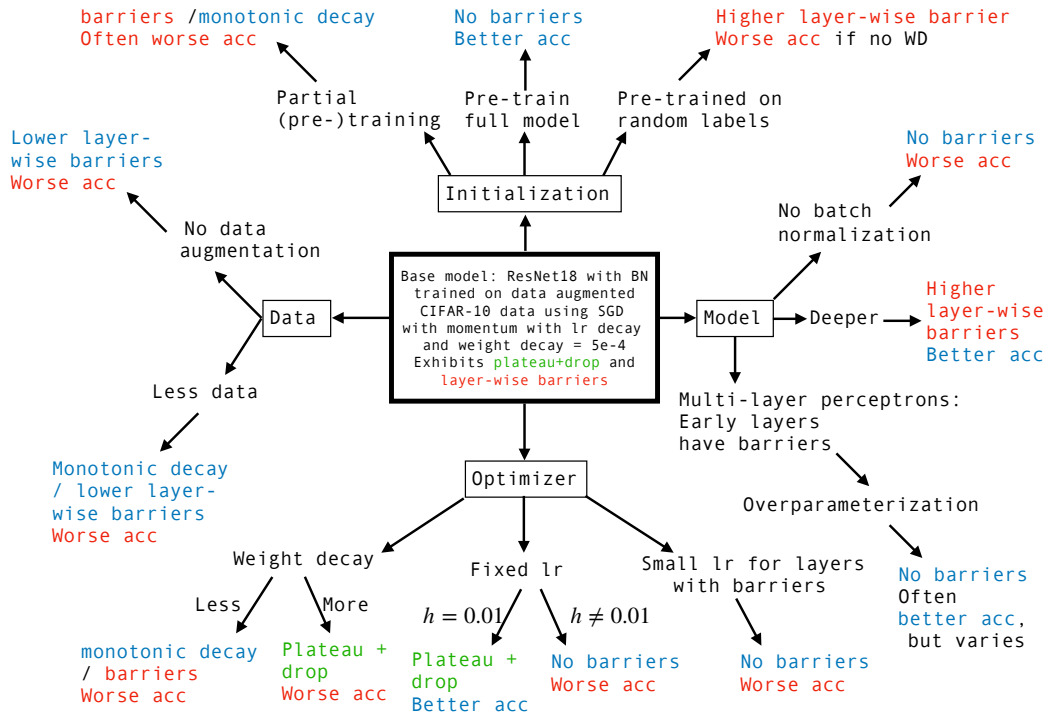 barriers /monotonic decay
Often worse acc
No barriers
Better acc
Higher layer-wise barrier
Worse acc if no WD
Partial
(pre-)training
Pre-train
full model
Pre-trained on
random labels
Lower layer-
wise barriers
Worse acc
No barriers
Worse acc
Initialization
No data
augmentation
No batch
normalization
Base model: ResNet18 with BN
trained on data augmented
CIFAR-10 data using SGD
with momentum with lr decay
and weight decay = 5e-4
Exhibits plateau+drop and
layer-wise barriers
Data
Model
Deeper
Higher
layer-wise
barriers
Better acc
Less data
Multi-layer perceptrons:
Early layers
have barriers
Monotonic decay
/ lower layer-
wise barriers
Worse acc
Optimizer
Overparameterization
Weight decay
Fixed lr
Small lr for layers
with barriers
No barriers
Often
better acc,
but varies
Less
More
h = 0.01
h ≠ 0.01
monotonic decay
/ barriers
Worse acc
Plateau +
drop
Worse acc
Plateau +
drop
Better acc
No barriers
Worse acc
No barriers
Worse acc